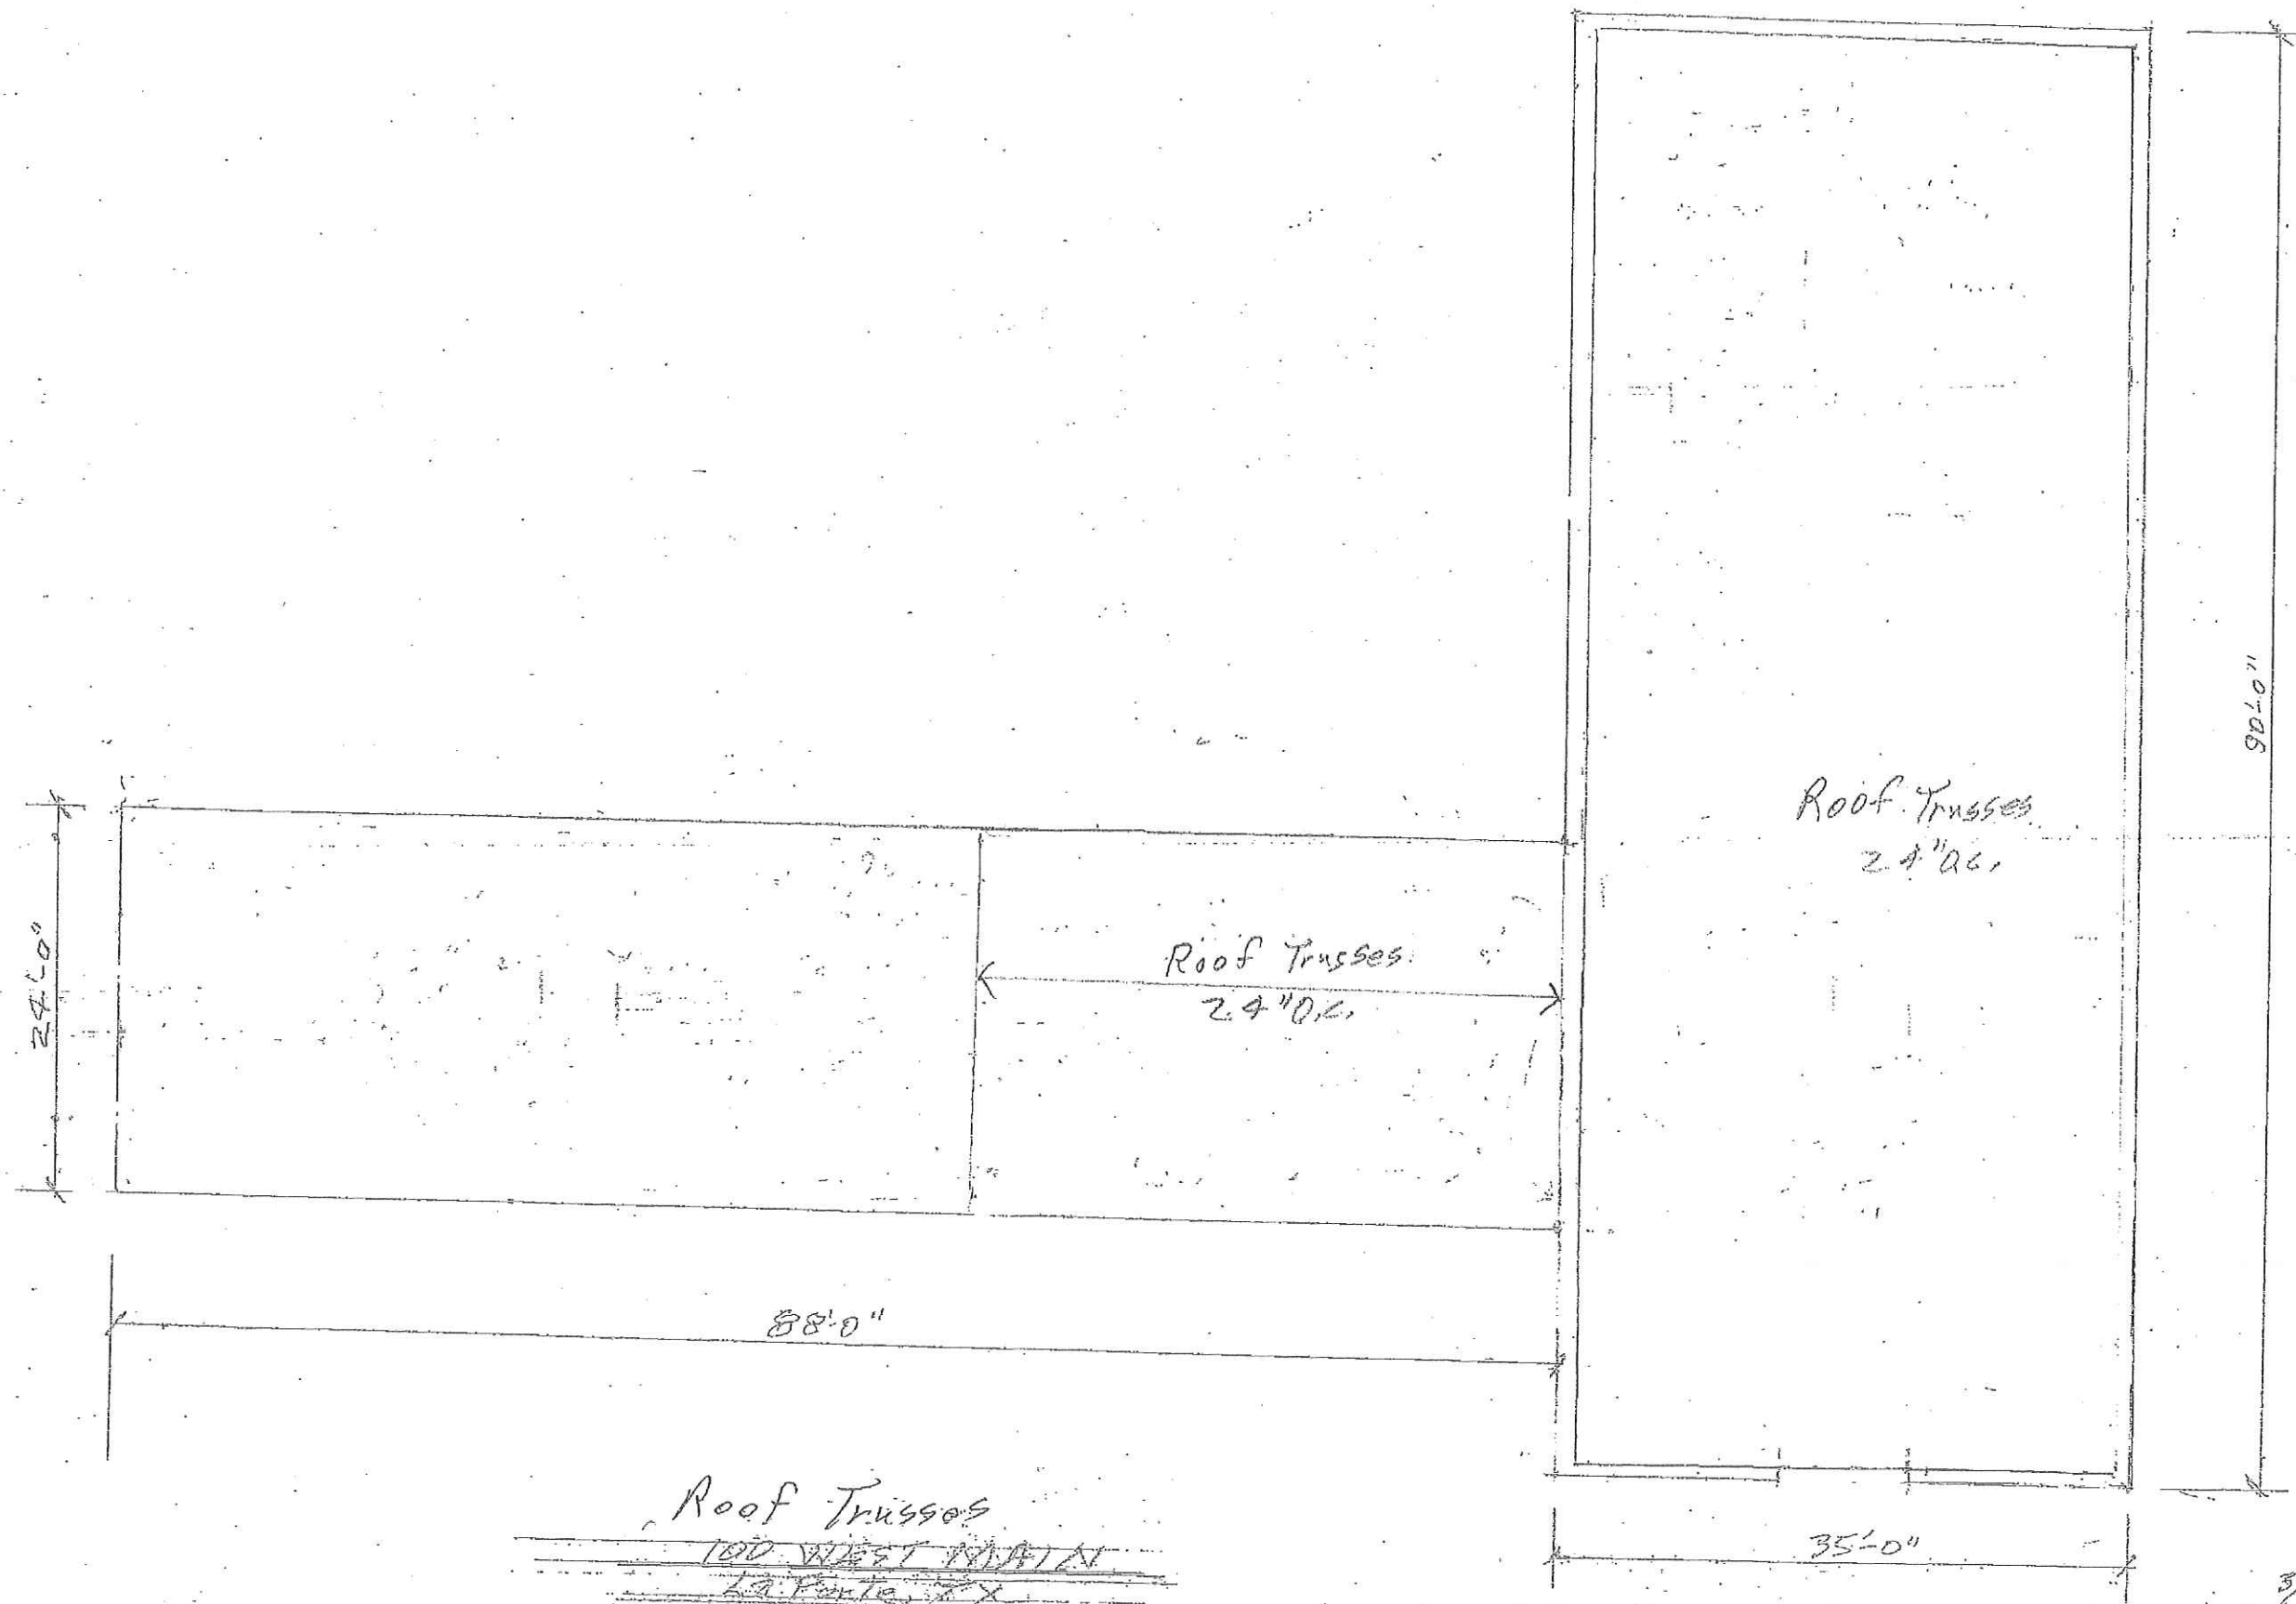 90'-0"
Roof Trusses
24" O.C.
24'-0"
Roof Trusses
24" O.C.
88'-0"
Roof Trusses
100 WEST MAIN
La Porte, TX
35'-0"